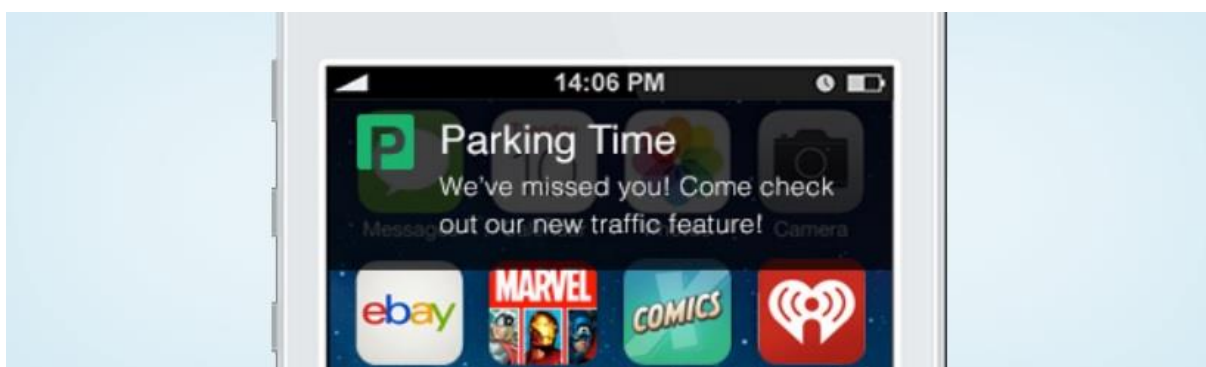 14:06 PM
P
Parking Time
We've missed you! Come check
out our new traffic feature!
Camera
ebay
MARVEL
COMICS